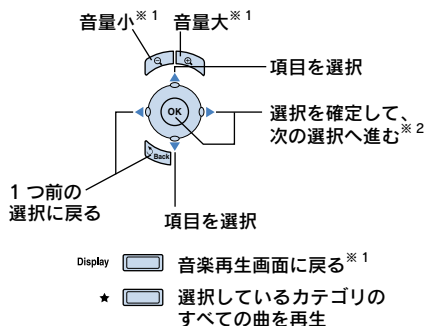 音量小※1 音量大※1
項目を選択
OK
選択を確定して、
次の選択へ進む※2
Back
1つ前の
選択に戻る
項目を選択
Display 音楽再生画面に戻る※1
★ 選択しているカテゴリの
すべての曲を再生